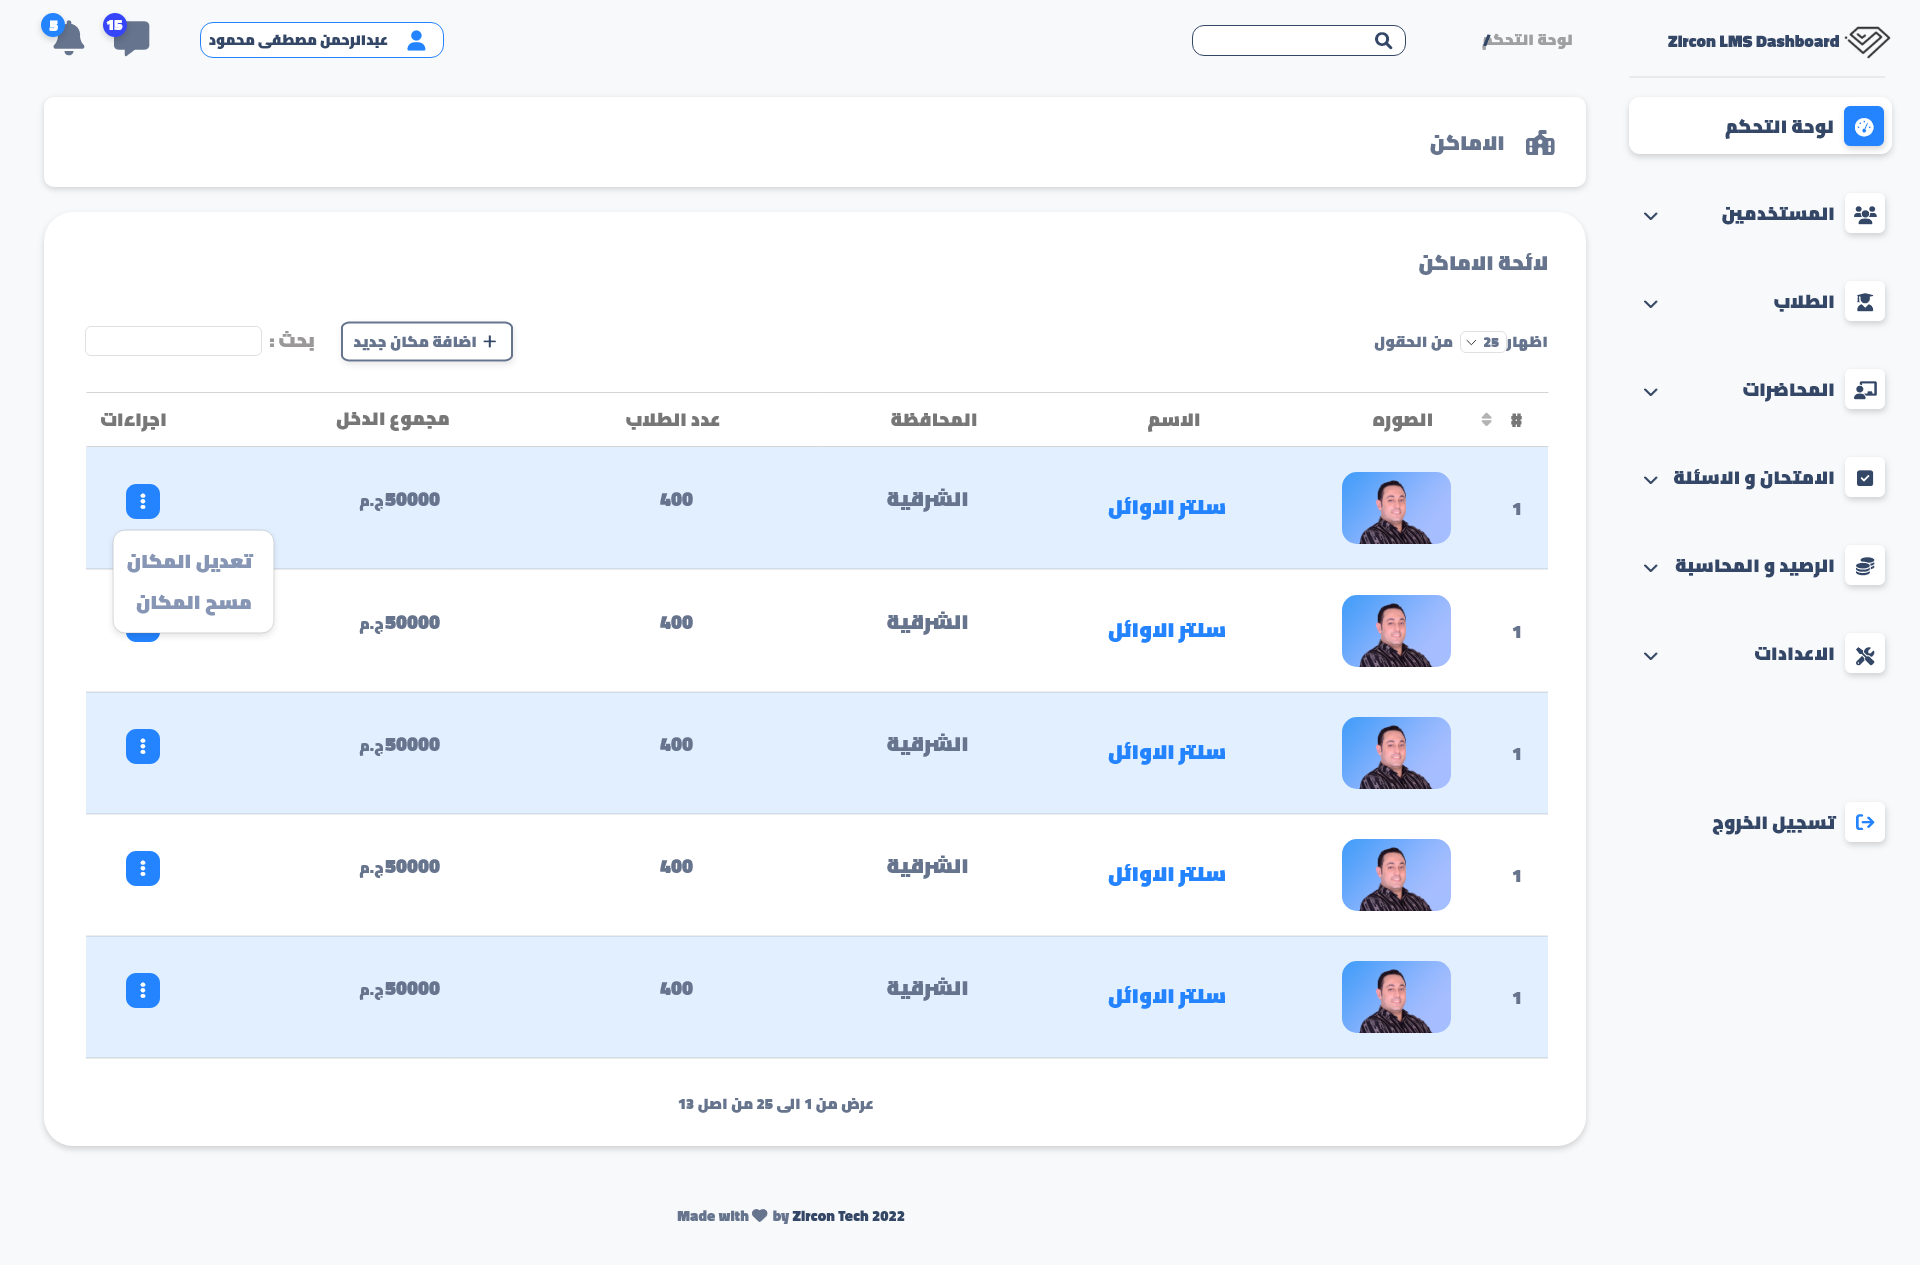 Zircon LMS Dashboard
لوحة التحكم /
عبدالرحمن مصطفى محمود
15
5
لوحة التحكم
المستخدمين
الطلاب
المحاضرات
الامتحان و الاسئلة
الرصيد و المحاسبة
الاعدادات
تسجيل الخروج
الاماكن
لائحة الاماكن
اظهار 25 من الحقول
+ اضافة مكان جديد
بحث :
# الصوره الاسم المحافظة عدد الطلاب مجموع الدخل اجراءات
1 سنتر الاوائل الشرقية 400 50000ج.م
تعديل المكان
مسح المكان
1 سنتر الاوائل الشرقية 400 50000ج.م
1 سنتر الاوائل الشرقية 400 50000ج.م
1 سنتر الاوائل الشرقية 400 50000ج.م
1 سنتر الاوائل الشرقية 400 50000ج.م
عرض من 1 الى 25 من اصل 13
Made with ♥ by Zircon Tech 2022